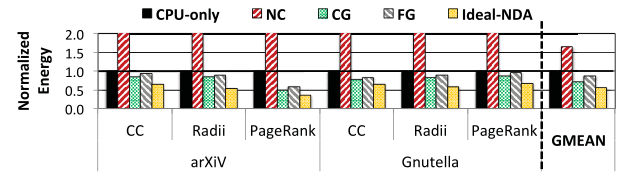 CPU-only NC CG FG Ideal-NDA
Normalized
Energy
2.0
1.5
1.0
0.5
0.0
CC Radii PageRank CC Radii PageRank GMEAN
arXiV Gnutella